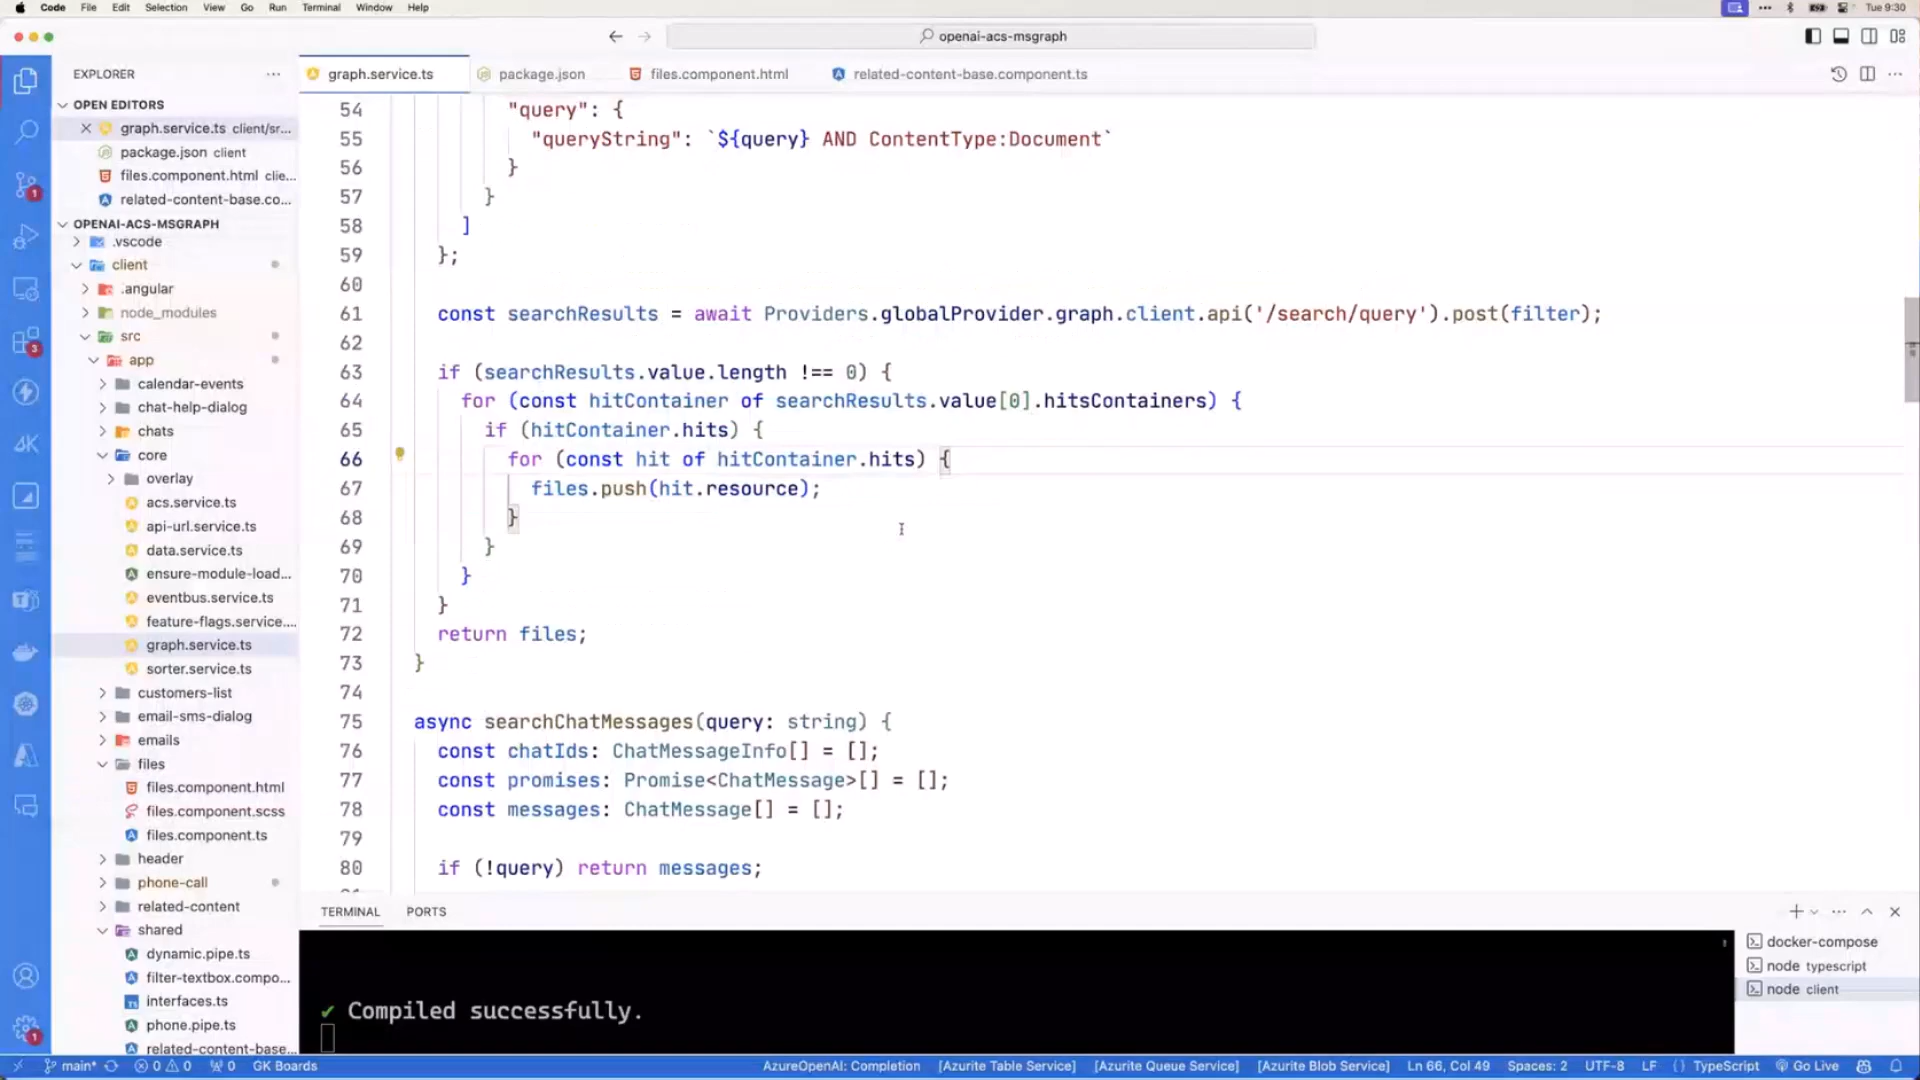 Code File Edit Selection View Go Run Terminal Window Help
Tue 9:30
openai-acs-msgraph
EXPLORER
OPEN EDITORS
graph.service.ts client/sr...
package.json client
files.component.html clie...
related-content-base.co...
OPENAI-ACS-MSGRAPH
.vscode
client
.angular
node_modules
src
app
calendar-events
chat-help-dialog
chats
core
overlay
acs.service.ts
api-url.service.ts
data.service.ts
ensure-module-load...
eventbus.service.ts
feature-flags.service....
graph.service.ts
sorter.service.ts
customers-list
email-sms-dialog
emails
files
files.component.html
files.component.scss
files.component.ts
header
phone-call
related-content
shared
dynamic.pipe.ts
filter-textbox.compo...
interfaces.ts
phone.pipe.ts
related-content-base...
1
3
4K
1
graph.service.ts package.json files.component.html related-content-base.component.ts
54 "query": {
55 "queryString": `${query} AND ContentType:Document`
56 }
57 }
58 ]
59 };
60
61 const searchResults = await Providers.globalProvider.graph.client.api('/search/query').post(filter);
62
63 if (searchResults.value.length !== 0) {
64 for (const hitContainer of searchResults.value[0].hitsContainers) {
65 if (hitContainer.hits) {
66 for (const hit of hitContainer.hits) {
67 files.push(hit.resource);
68 }
69 }
70 }
71 }
72 return files;
73 }
74
75 async searchChatMessages(query: string) {
76 const chatIds: ChatMessageInfo[] = [];
77 const promises: Promise<ChatMessage>[] = [];
78 const messages: ChatMessage[] = [];
79
80 if (!query) return messages;
TERMINAL PORTS
✔ Compiled successfully.
docker-compose
node typescript
node client
main* 0 0 0 GK Boards AzureOpenAI: Completion [Azurite Table Service] [Azurite Queue Service] [Azurite Blob Service] Ln 66, Col 49 Spaces: 2 UTF-8 LF {} TypeScript Go Live